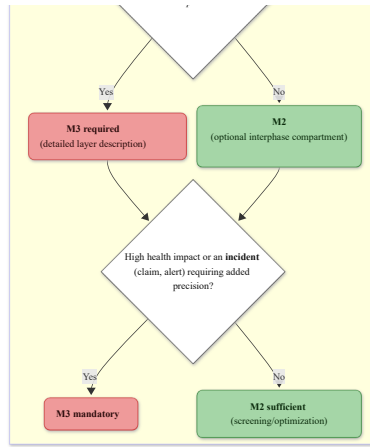 Yes
No
M3 required
(detailed layer description)
M2
(optional interphase compartment)
High health impact or an incident
(claim, alert) requiring added
precision?
Yes
No
M3 mandatory
M2 sufficient
(screening/optimization)